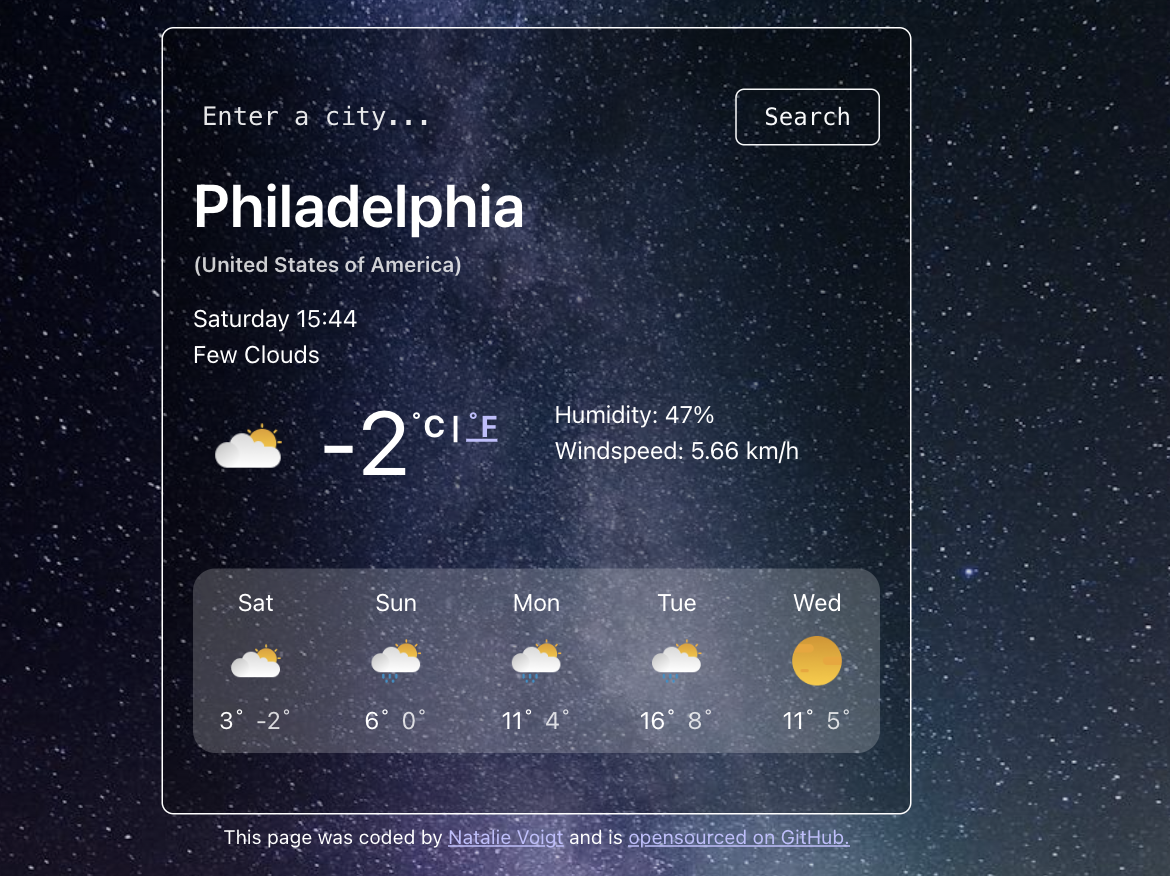 Enter a city...
Search
Philadelphia
(United States of America)
Saturday 15:44
Few Clouds
-2 °C | °F
Humidity: 47%
Windspeed: 5.66 km/h
Sat Sun Mon Tue Wed
3° -2° 6° 0° 11° 4° 16° 8° 11° 5°
This page was coded by Natalie Voigt and is opensourced on GitHub.